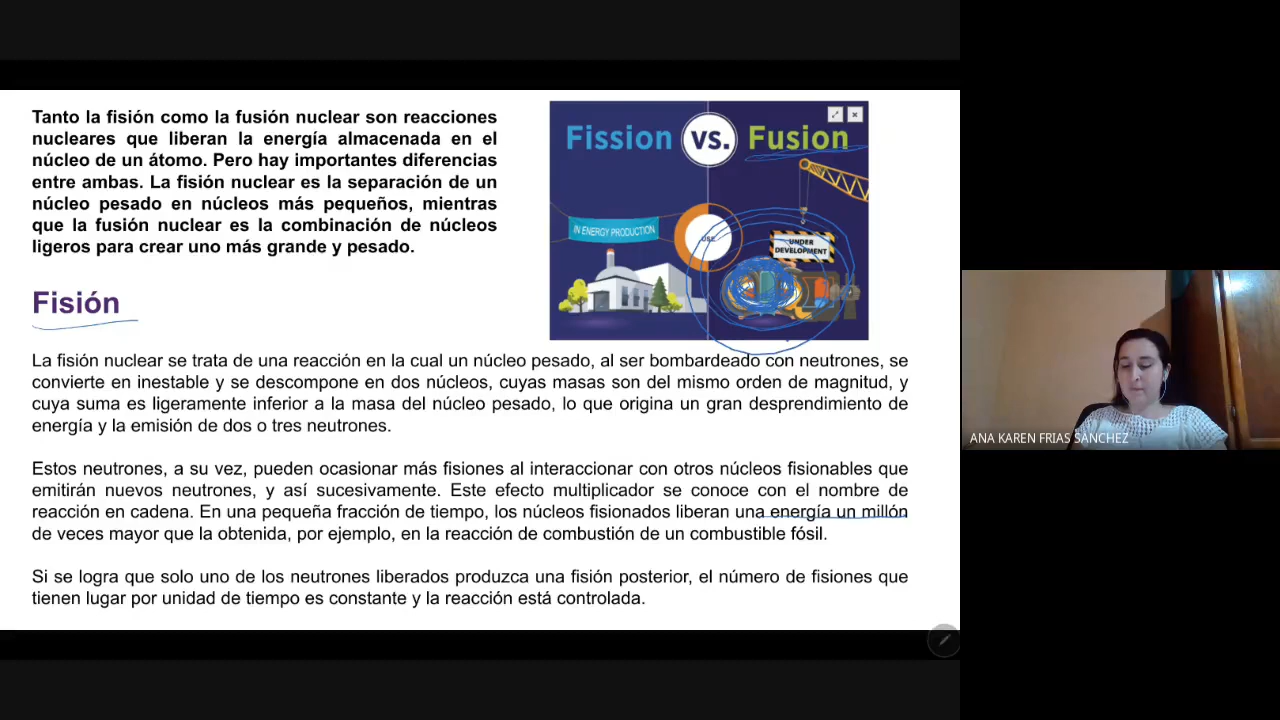 Tanto la fisión como la fusión nuclear son reacciones
nucleares que liberan la energía almacenada en el
núcleo de un átomo. Pero hay importantes diferencias
entre ambas. La fisión nuclear es la separación de un
núcleo pesado en núcleos más pequeños, mientras
que la fusión nuclear es la combinación de núcleos
ligeros para crear uno más grande y pesado.
Fission vs. Fusion
IN ENERGY PRODUCTION
USE
UNDER
DEVELOPMENT
Fisión
La fisión nuclear se trata de una reacción en la cual un núcleo pesado, al ser bombardeado con neutrones, se
convierte en inestable y se descompone en dos núcleos, cuyas masas son del mismo orden de magnitud, y
cuya suma es ligeramente inferior a la masa del núcleo pesado, lo que origina un gran desprendimiento de
energía y la emisión de dos o tres neutrones.
Estos neutrones, a su vez, pueden ocasionar más fisiones al interaccionar con otros núcleos fisionables que
emitirán nuevos neutrones, y así sucesivamente. Este efecto multiplicador se conoce con el nombre de
reacción en cadena. En una pequeña fracción de tiempo, los núcleos fisionados liberan una energía un millón
de veces mayor que la obtenida, por ejemplo, en la reacción de combustión de un combustible fósil.
Si se logra que solo uno de los neutrones liberados produzca una fisión posterior, el número de fisiones que
tienen lugar por unidad de tiempo es constante y la reacción está controlada.
ANA KAREN FRIAS SANCHEZ